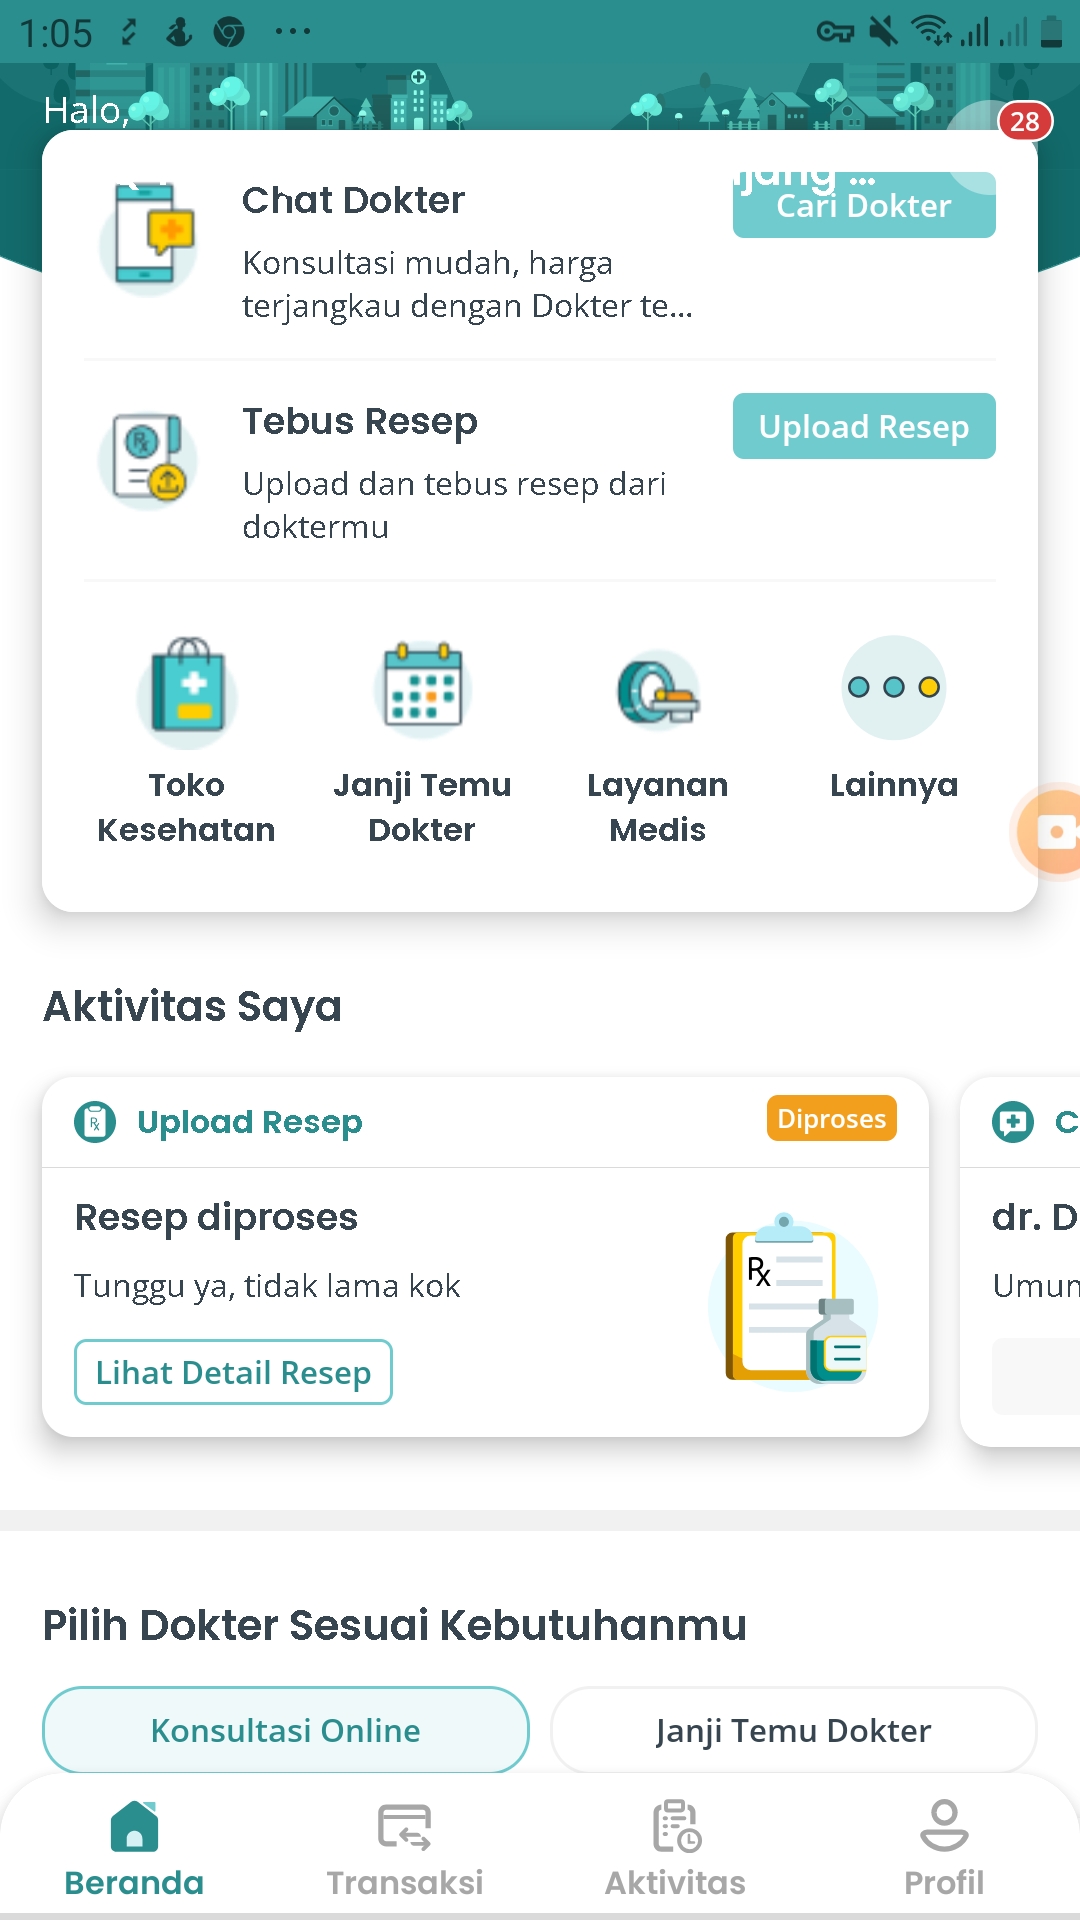 1:05
Halo,
28
Chat Dokter
Cari Dokter
Konsultasi mudah, harga
terjangkau dengan Dokter te...
Tebus Resep
Upload Resep
Upload dan tebus resep dari
doktermu
Toko
Kesehatan
Janji Temu
Dokter
Layanan
Medis
Lainnya
Aktivitas Saya
Upload Resep
Diproses
Resep diproses
Tunggu ya, tidak lama kok
Lihat Detail Resep
dr. D
Pilih Dokter Sesuai Kebutuhanmu
Konsultasi Online
Janji Temu Dokter
Beranda
Transaksi
Aktivitas
Profil